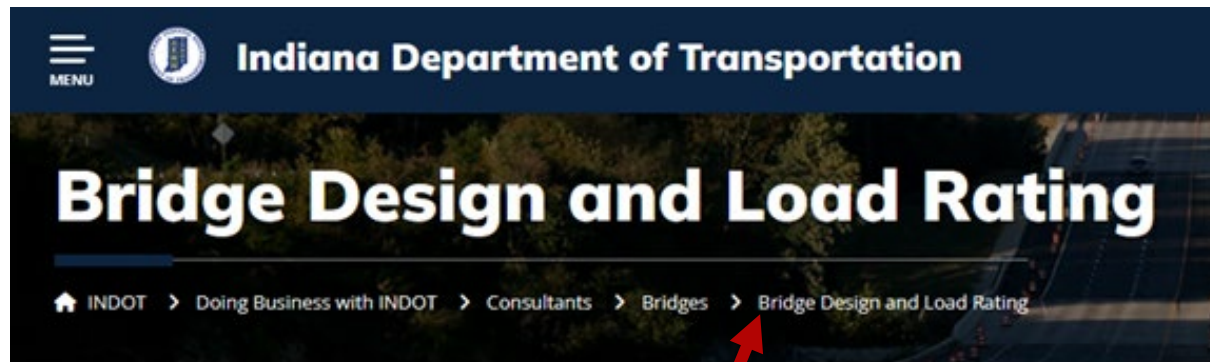 MENU
Indiana Department of Transportation
Bridge Design and Load Rating
INDOT > Doing Business with INDOT > Consultants > Bridges > Bridge Design and Load Rating